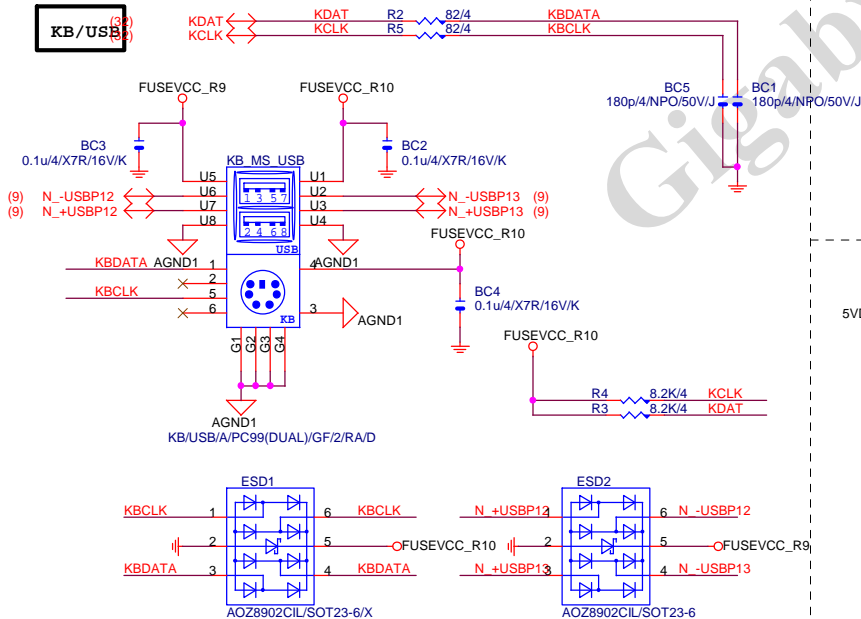 KB/USB
(32)
(32)
KDAT
KCLK
KDAT R2 82/4 KBDATA
KCLK R5 82/4 KBCLK
BC5
180p/4/NPO/50V/J
BC1
180p/4/NPO/50V/J
Gigaby
FUSEVCC_R9
FUSEVCC_R10
BC3
0.1u/4/X7R/16V/K
BC2
0.1u/4/X7R/16V/K
KB_MS_USB
U5 U1
(9) N_-USBP12 U6 U2 N_-USBP13 (9)
(9) N_+USBP12 U7 U3 N_+USBP13 (9)
U8 U4
1 3 5 7
2 4 6 8
USB
FUSEVCC_R10
AGND1
AGND1
KBDATA 1 4
2
KBCLK 5
6 3
KB
AGND1
BC4
0.1u/4/X7R/16V/K
5VD
G1
G2
G3
G4
AGND1
KB/USB/A/PC99(DUAL)/GF/2/RA/D
FUSEVCC_R10
R4 8.2K/4 KCLK
R3 8.2K/4 KDAT
ESD1
KBCLK 1 6 KBCLK
2 5 FUSEVCC_R10
KBDATA 3 4 KBDATA
AOZ8902CIL/SOT23-6/X
ESD2
N_+USBP12 1 6 N_-USBP12
2 5 FUSEVCC_R9
N_+USBP13 3 4 N_-USBP13
AOZ8902CIL/SOT23-6